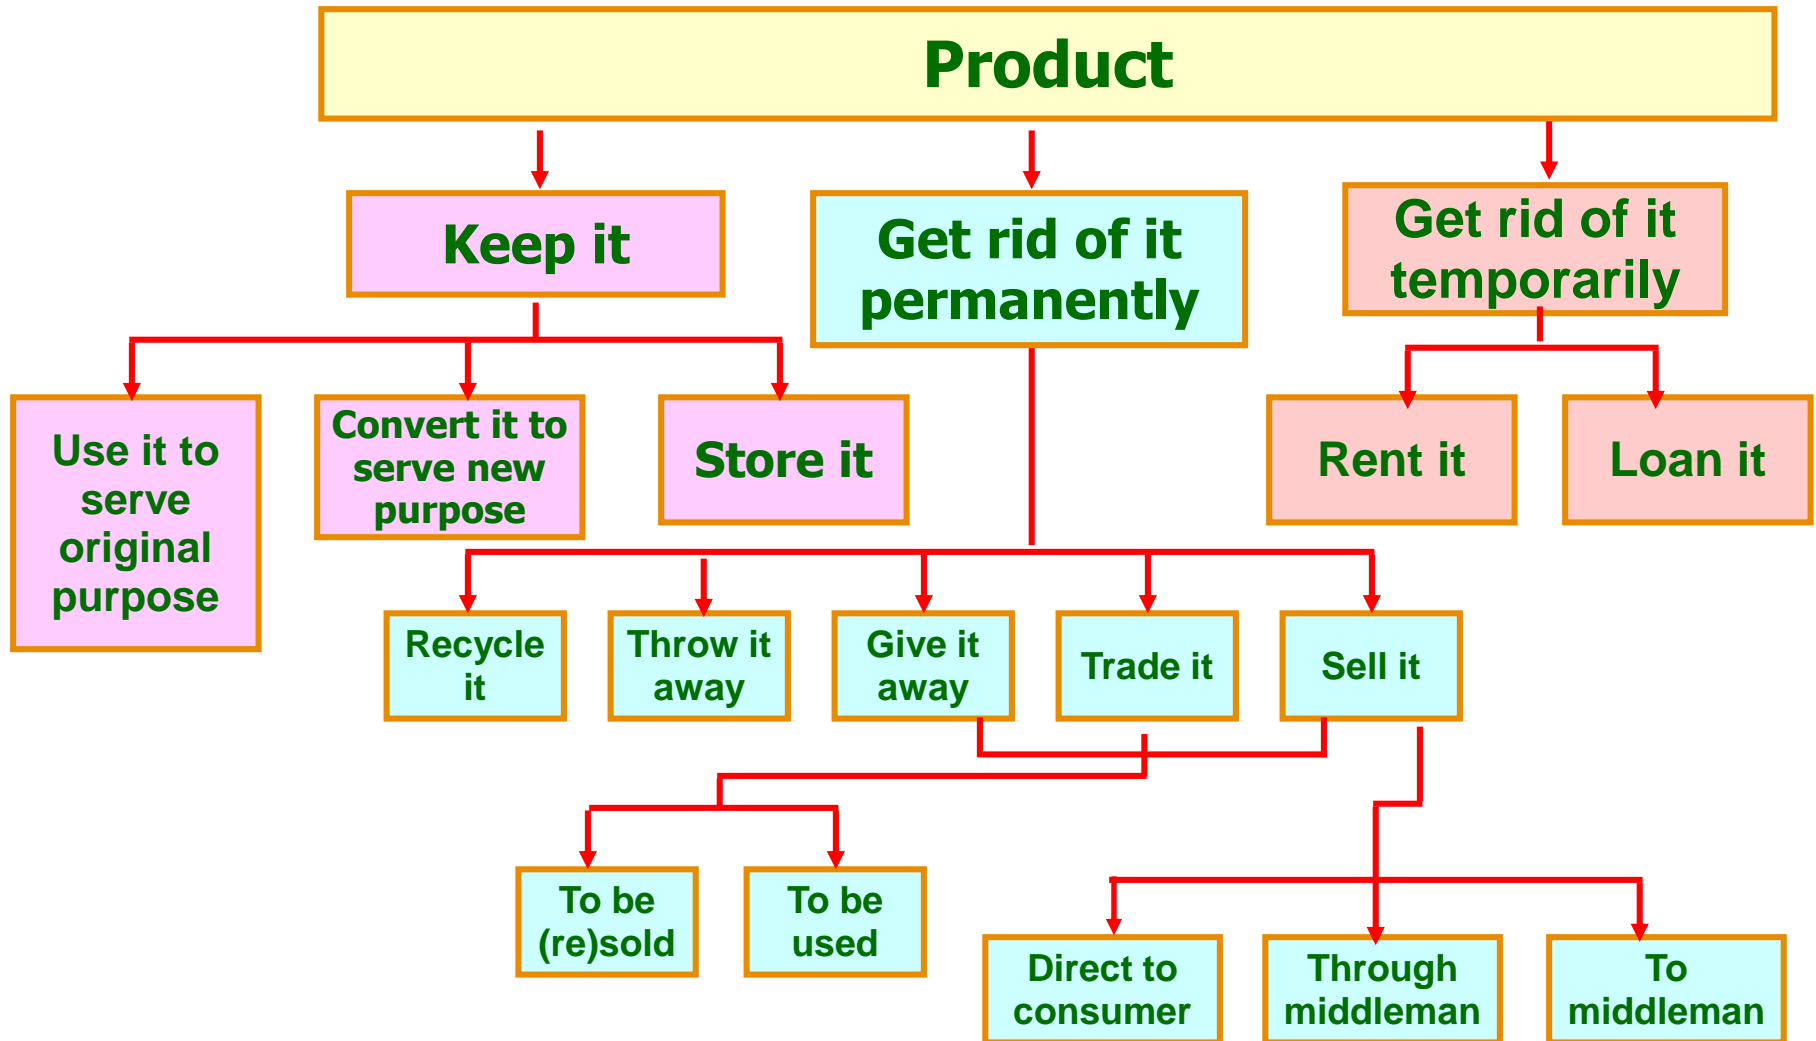 Product
Keep it
Get rid of it
permanently
Get rid of it
temporarily
Use it to
serve
original
purpose
Convert it to
serve new
purpose
Store it
Rent it
Loan it
Recycle
it
Throw it
away
Give it
away
Trade it
Sell it
To be
(re)sold
To be
used
Direct to
consumer
Through
middleman
To
middleman